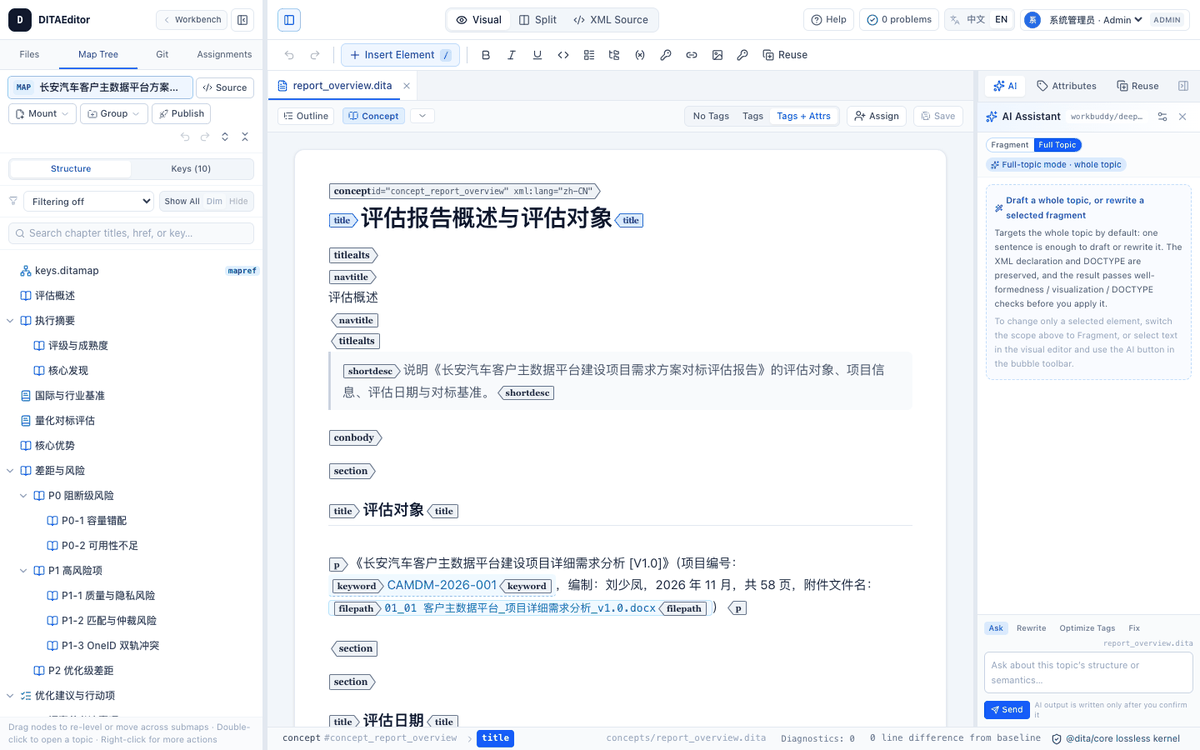 D DITAEditor Workbench
Visual Split XML Source
Help 0 problems 中文 EN 系 系统管理员 · Admin ADMIN
Files Map Tree Git Assignments
MAP 长安汽车客户主数据平台方案... Source
Mount Group Publish
Structure Keys (10)
Filtering off Show All Dim Hide
Search chapter titles, href, or key...
keys.ditamap mapref
评估概述
执行摘要
评级与成熟度
核心发现
国际与行业基准
量化对标评估
核心优势
差距与风险
P0 阻断级风险
P0-1 容量错配
P0-2 可用性不足
P1 高风险项
P1-1 质量与隐私风险
P1-2 匹配与仲裁风险
P1-3 OneID 双轨冲突
P2 优化级差距
优化建议与行动项
Drag nodes to re-level or move across submaps · Double-
click to open a topic · Right-click for more actions
Insert Element / B I U Reuse
report_overview.dita
Outline Concept No Tags Tags Tags + Attrs Assign Save
concept id="concept_report_overview" xml:lang="zh-CN"
title 评估报告概述与评估对象 title
titlealts
navtitle
评估概述
navtitle
titlealts
shortdesc 说明《长安汽车客户主数据平台建设项目需求方案对标评估报告》的评估对象、项目信
息、评估日期与对标基准。 shortdesc
conbody
section
title 评估对象 title
p 《长安汽车客户主数据平台建设项目详细需求分析 [V1.0]》（项目编号：
keyword CAMDM-2026-001 keyword ，编制：刘少凤，2026 年 11 月，共 58 页，附件文件名：
filepath 01_01 客户主数据平台_项目详细需求分析_v1.0.docx filepath ） p
section
section
title 评估日期 title
concept #concept_report_overview title
concepts/report_overview.dita Diagnostics: 0 0 line difference from baseline @dita/core lossless kernel
AI Attributes Reuse
AI Assistant workbuddy/deep...
Fragment Full Topic
Full-topic mode · whole topic
Draft a whole topic, or rewrite a
selected fragment
Targets the whole topic by default: one
sentence is enough to draft or rewrite it. The
XML declaration and DOCTYPE are
preserved, and the result passes well-
formedness / visualization / DOCTYPE
checks before you apply it.
To change only a selected element, switch
the scope above to Fragment, or select text
in the visual editor and use the AI button in
the bubble toolbar.
Ask Rewrite Optimize Tags Fix
report_overview.dita
Ask about this topic's structure or
semantics...
Send AI output is written only after you confirm
it